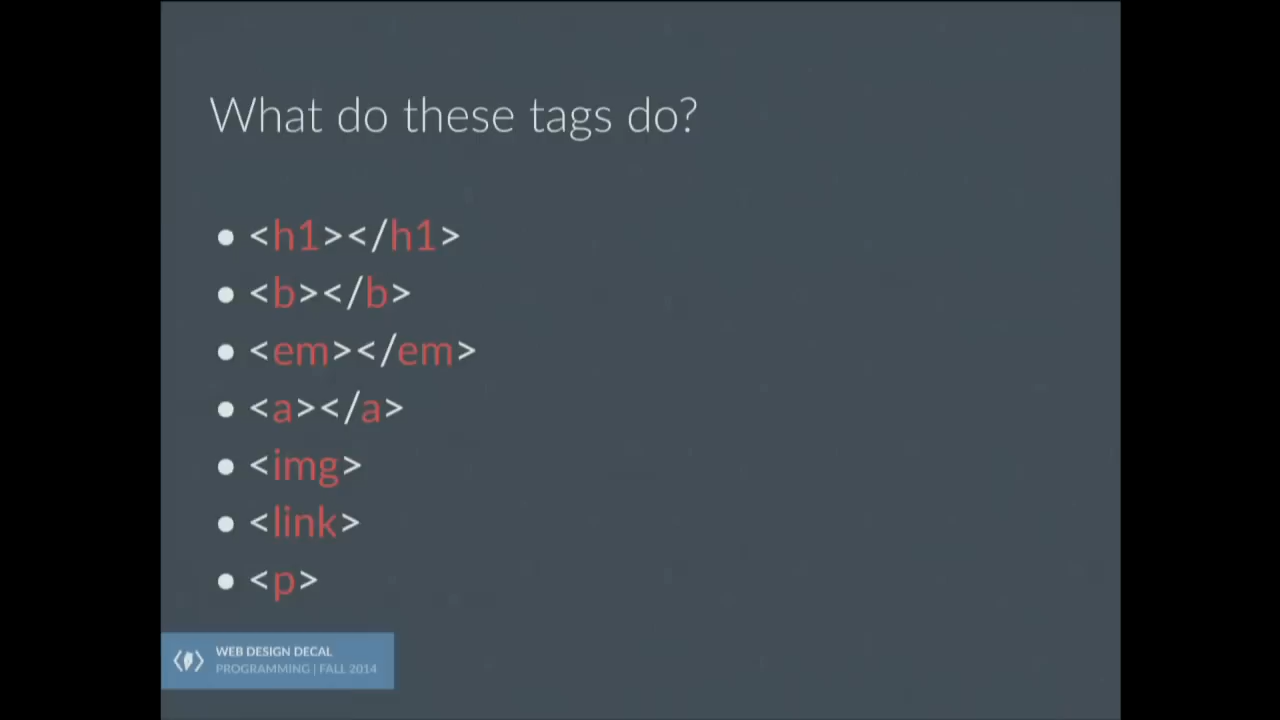 What do these tags do?
• <h1></h1>
• <b></b>
• <em></em>
• <a></a>
• <img>
• <link>
• <p>
WEB DESIGN DECAL
PROGRAMMING | FALL 2014